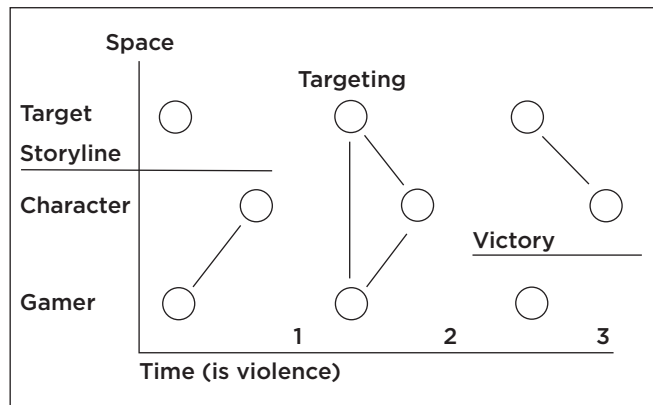 Space
Targeting
Target
Storyline
Character
Victory
Gamer
1 2 3
Time (is violence)